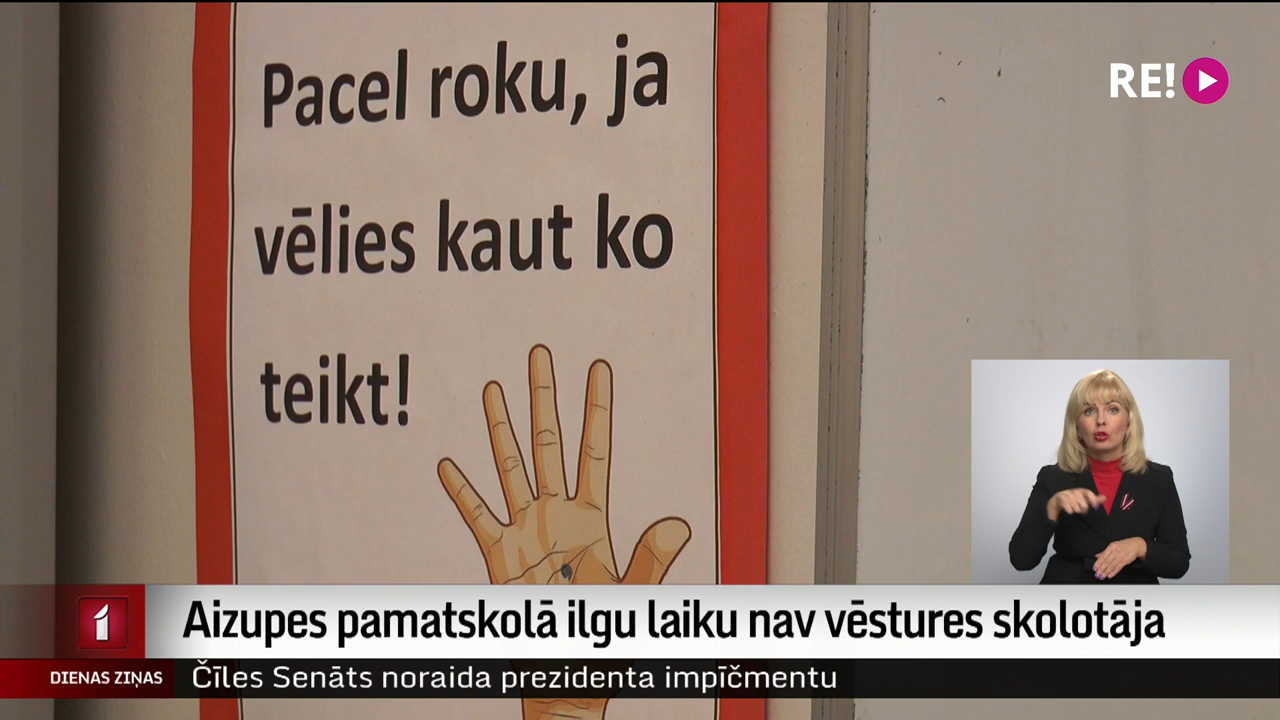 Pacel roku, ja
vēlies kaut ko
teikt!
RE!
1
Aizupes pamatskolā ilgu laiku nav vēstures skolotāja
DIENAS ZIŅAS
Čīles Senāts noraida prezidenta impīčmentu